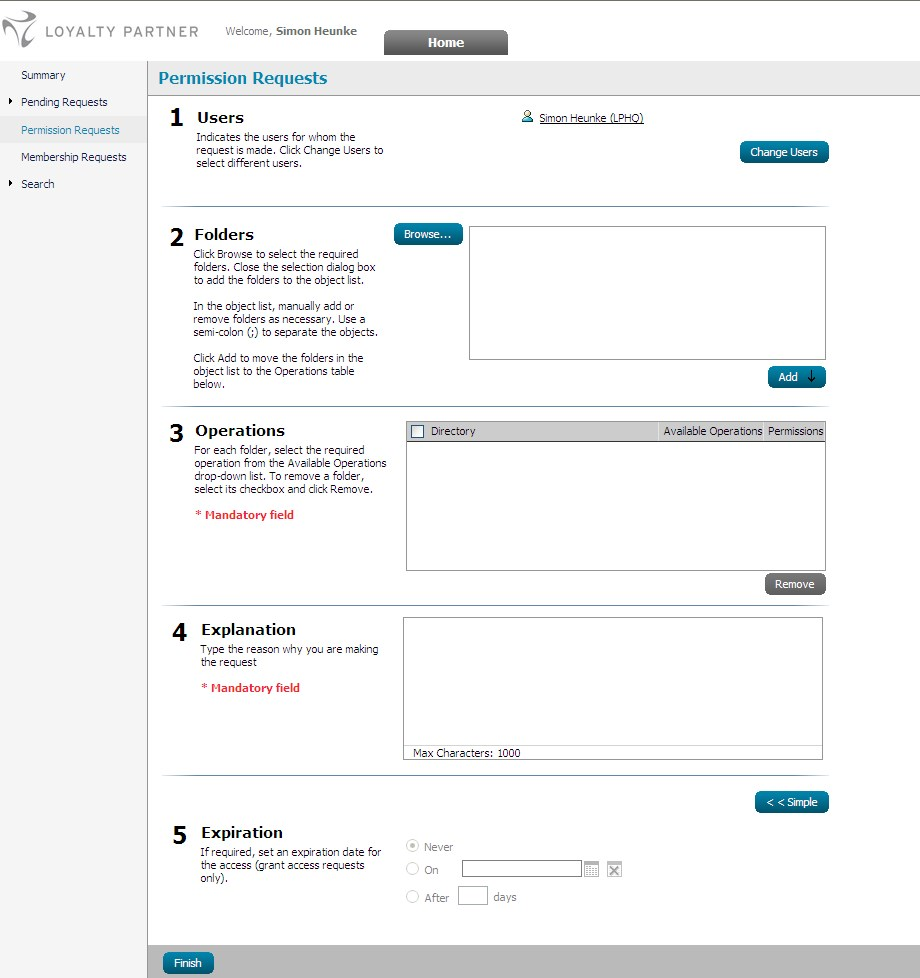 LOYALTY PARTNER
Welcome, Simon Heunke
Home
Summary
Pending Requests
Permission Requests
Membership Requests
Search
Permission Requests
1 Users
Indicates the users for whom the
request is made. Click Change Users to
select different users.
Simon Heunke (LPHQ)
Change Users
2 Folders
Click Browse to select the required
folders. Close the selection dialog box
to add the folders to the object list.
In the object list, manually add or
remove folders as necessary. Use a
semi-colon (;) to separate the objects.
Click Add to move the folders in the
object list to the Operations table
below.
Browse...
Add
3 Operations
For each folder, select the required
operation from the Available Operations
drop-down list. To remove a folder,
select its checkbox and click Remove.
* Mandatory field
Directory Available Operations Permissions
Remove
4 Explanation
Type the reason why you are making
the request
* Mandatory field
Max Characters: 1000
< < Simple
5 Expiration
If required, set an expiration date for
the access (grant access requests
only).
Never
On
After days
Finish